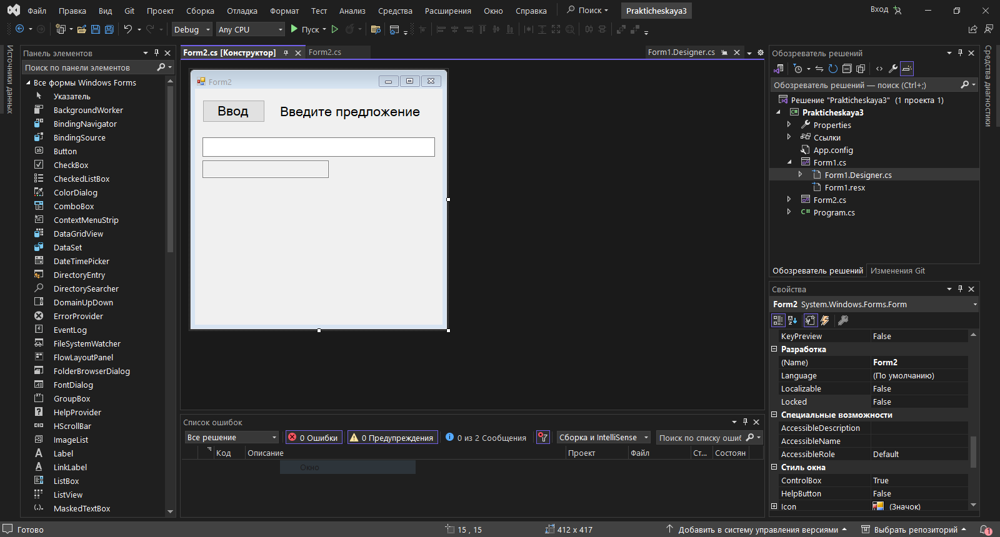 Файл Правка Вид Git Проект Сборка Отладка Формат Тест Анализ Средства Расширения Окно Справка Поиск Prakticheskaya3 Вход
Debug Any CPU Пуск
Источники данных
Панель элементов
Поиск по панели элементов
Все формы Windows Forms
Указатель
BackgroundWorker
BindingNavigator
BindingSource
Button
CheckBox
CheckedListBox
ColorDialog
ComboBox
ContextMenuStrip
DataGridView
DataSet
DateTimePicker
DirectoryEntry
DirectorySearcher
DomainUpDown
ErrorProvider
EventLog
FileSystemWatcher
FlowLayoutPanel
FolderBrowserDialog
FontDialog
GroupBox
HelpProvider
HScrollBar
ImageList
Label
LinkLabel
ListBox
ListView
MaskedTextBox
Form2.cs [Конструктор] Form2.cs Form1.Designer.cs
Form2
Ввод Введите предложение
Список ошибок
Все решение 0 Ошибки 0 Предупреждения 0 из 2 Сообщения Сборка и IntelliSense Поиск по списку ошиб
Код Описание Проект Файл Ст... Состоян
Окно
Обозреватель решений
Обозреватель решений — поиск (Ctrl+;)
Решение "Prakticheskaya3" (1 проекта 1)
Prakticheskaya3
Properties
Ссылки
App.config
Form1.cs
Form1.Designer.cs
Form1.resx
Form2.cs
C# Program.cs
Обозреватель решений Изменения Git
Свойства
Form2 System.Windows.Forms.Form
KeyPreview False
Разработка
(Name) Form2
Language (По умолчанию)
Localizable False
Locked False
Специальные возможности
AccessibleDescription
AccessibleName
AccessibleRole Default
Стиль окна
ControlBox True
HelpButton False
Icon (Значок)
Средства диагностики
Готово 15 , 15 412 x 417 Добавить в систему управления версиями Выбрать репозиторий 1